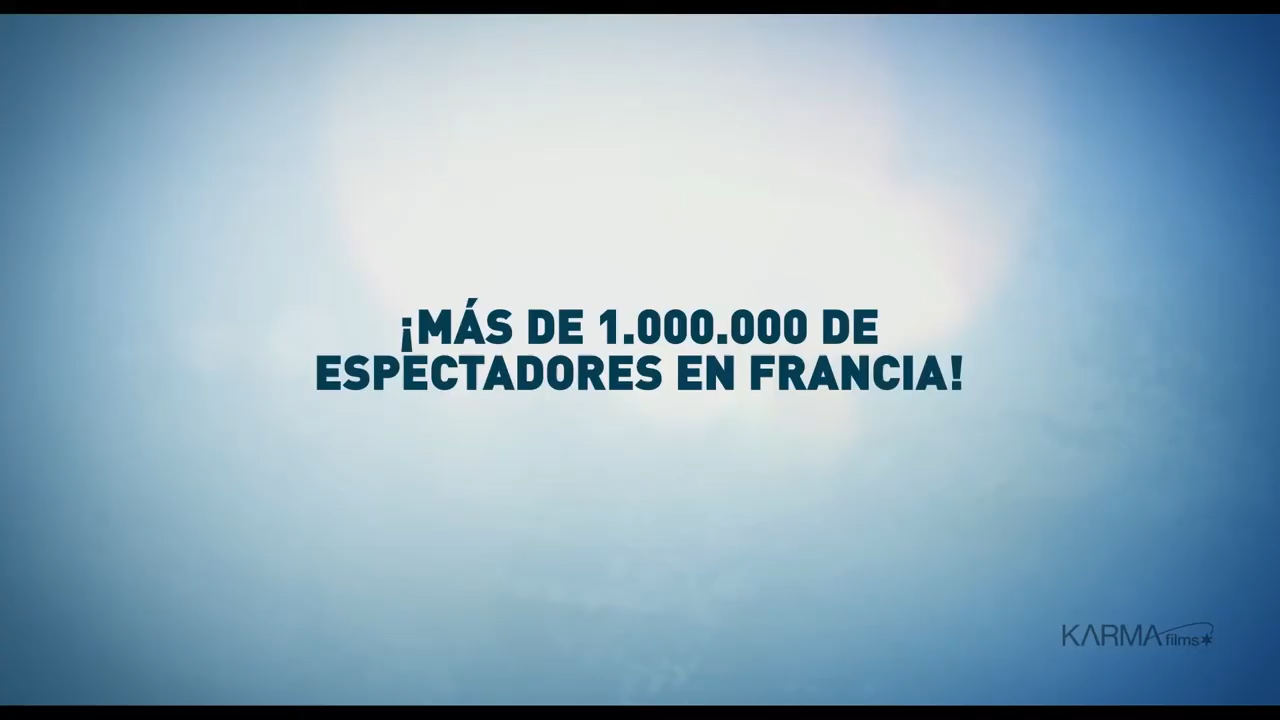 ¡MÁS DE 1.000.000 DE
ESPECTADORES EN FRANCIA!
KARMA films